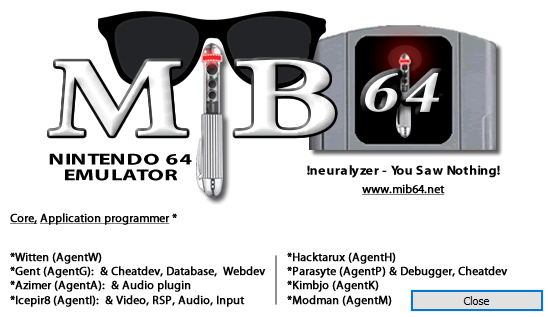 MIB
64
NINTENDO 64
EMULATOR
!neuralyzer - You Saw Nothing!
www.mib64.net
Core, Application programmer *
*Witten (AgentW)
*Gent (AgentG):  & Cheatdev, Database,  Webdev
*Azimer (AgentA):  & Audio plugin
*Icepir8 (AgentI):  & Video, RSP, Audio, Input
*Hacktarux (AgentH)
*Parasyte (AgentP) & Debugger, Cheatdev
*Kimbjo (AgentK)
*Modman (AgentM)
Close